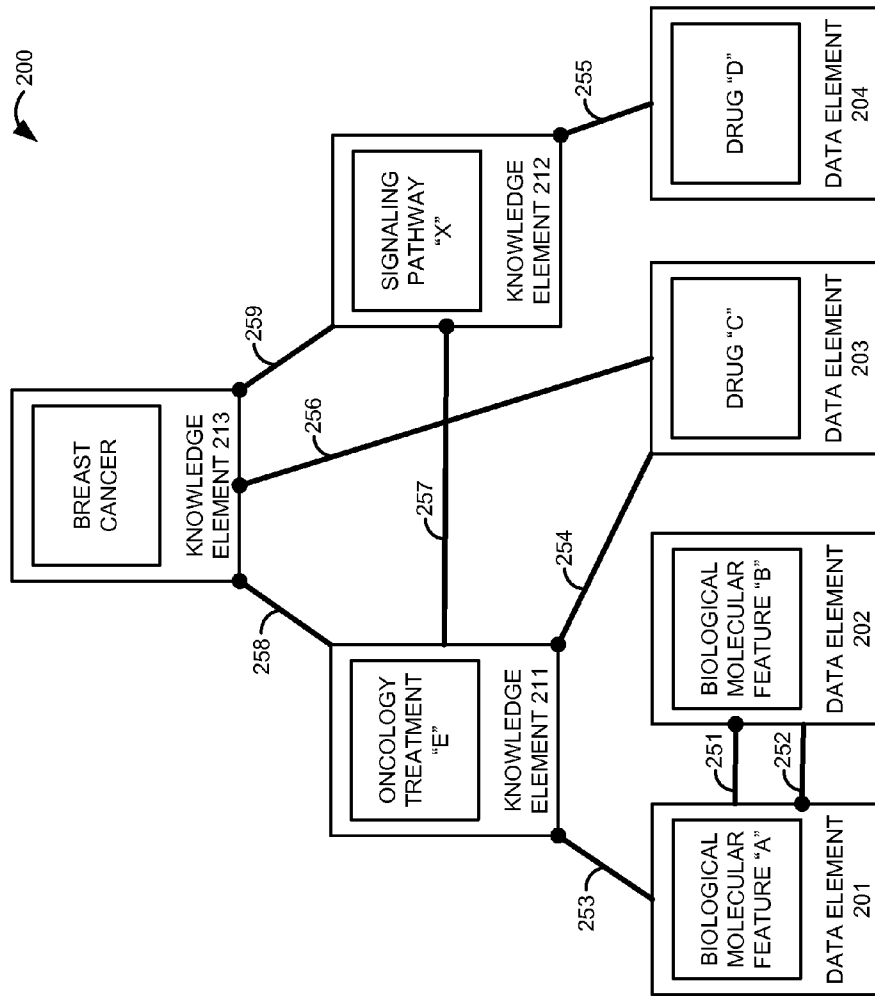 200
BREAST
CANCER
KNOWLEDGE
ELEMENT 213
258
259
256
257
ONCOLOGY
TREATMENT
"E"
KNOWLEDGE
ELEMENT 211
SIGNALING
PATHWAY
"X"
KNOWLEDGE
ELEMENT 212
253
254
255
BIOLOGICAL
MOLECULAR
FEATURE "A"
DATA ELEMENT
201
251
252
BIOLOGICAL
MOLECULAR
FEATURE "B"
DATA ELEMENT
202
DRUG "C"
DATA ELEMENT
203
DRUG "D"
DATA ELEMENT
204